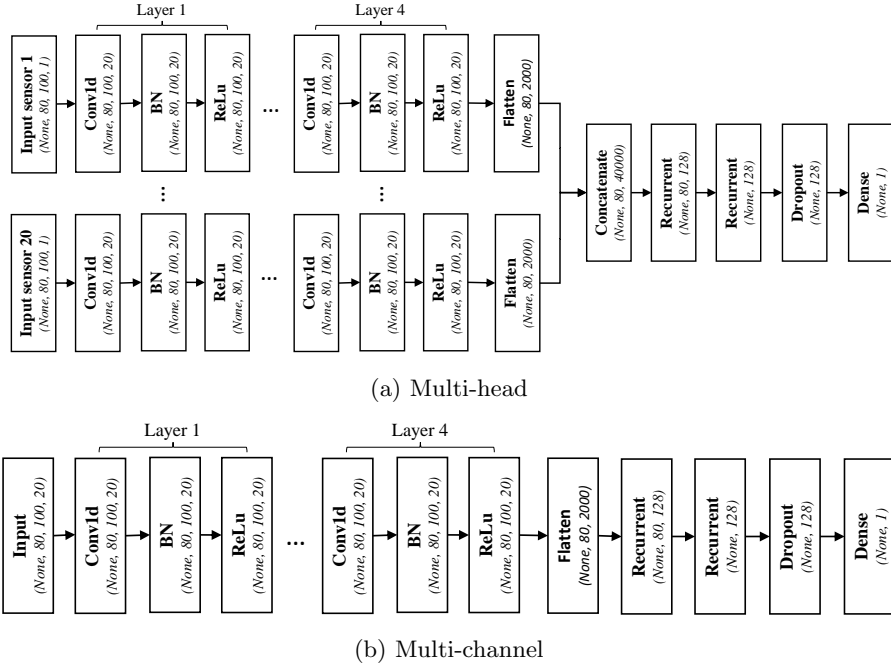 Layer 1
Layer 4
Input sensor 1
(None, 80, 100, 1)
Conv1d
(None, 80, 100, 20)
BN
(None, 80, 100, 20)
ReLu
(None, 80, 100, 20)
...
Conv1d
(None, 80, 100, 20)
BN
(None, 80, 100, 20)
ReLu
(None, 80, 100, 20)
Flatten
(None, 80, 2000)
...
...
Input sensor 20
(None, 80, 100, 1)
Conv1d
(None, 80, 100, 20)
BN
(None, 80, 100, 20)
ReLu
(None, 80, 100, 20)
...
Conv1d
(None, 80, 100, 20)
BN
(None, 80, 100, 20)
ReLu
(None, 80, 100, 20)
Flatten
(None, 80, 2000)
Concatenate
(None, 80, 40000)
Recurrent
(None, 80, 128)
Recurrent
(None, 128)
Dropout
(None, 128)
Dense
(None, 1)
(a) Multi-head
Layer 1
Layer 4
Input
(None, 80, 100, 20)
Conv1d
(None, 80, 100, 20)
BN
(None, 80, 100, 20)
ReLu
(None, 80, 100, 20)
...
Conv1d
(None, 80, 100, 20)
BN
(None, 80, 100, 20)
ReLu
(None, 80, 100, 20)
Flatten
(None, 80, 2000)
Recurrent
(None, 80, 128)
Recurrent
(None, 128)
Dropout
(None, 128)
Dense
(None, 1)
(b) Multi-channel